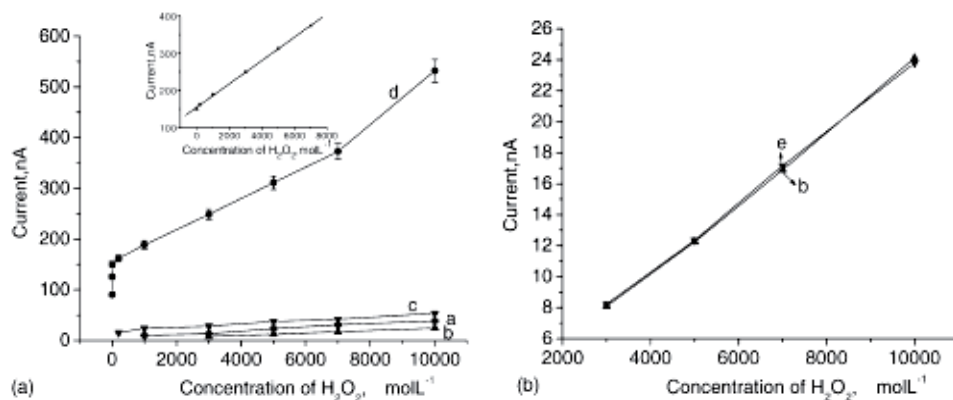 600
500
400
300
200
100
0
Current,nA
0 2000 4000 6000 8000 10000
Concentration of H₂O₂, molL⁻¹
(a)
400
300
200
100
Current,nA
0 2000 4000 6000 8000
Concentration of H₂O₂, molL⁻¹
d
c
a
b
26
24
22
20
18
16
14
12
10
8
6
Current,nA
2000 4000 6000 8000 10000
Concentration of H₂O₂, molL⁻¹
(b)
e
b